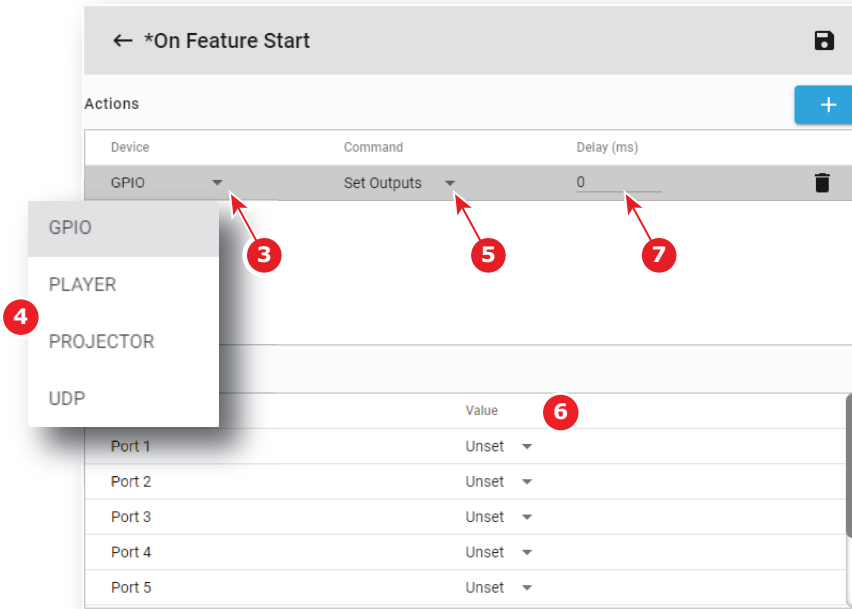 ← *On Feature Start
Actions
+
Device Command Delay (ms)
GPIO Set Outputs 0
3 5 7
GPIO
PLAYER
4
PROJECTOR
UDP
Value 6
Port 1 Unset
Port 2 Unset
Port 3 Unset
Port 4 Unset
Port 5 Unset